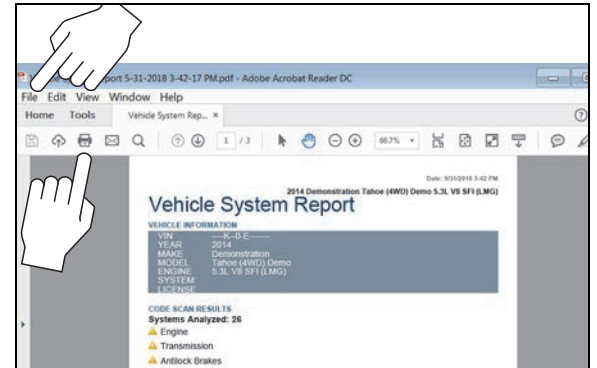 port 5-31-2018 3-42-17 PM.pdf - Adobe Acrobat Reader DC
File Edit View Window Help
Home Tools Vehicle System Rep... ×
1 / 3 66.7%
Date: 5/31/2018 3:42 PM
2014 Demonstration Tahoe (4WD) Demo 5.3L V8 SFI (LMG)
Vehicle System Report
VEHICLE INFORMATION
VIN ----K--0-E--------
YEAR 2014
MAKE Demonstration
MODEL Tahoe (4WD) Demo
ENGINE 5.3L V8 SFI (LMG)
SYSTEM
LICENSE
CODE SCAN RESULTS
Systems Analyzed: 26
Engine
Transmission
Antilock Brakes